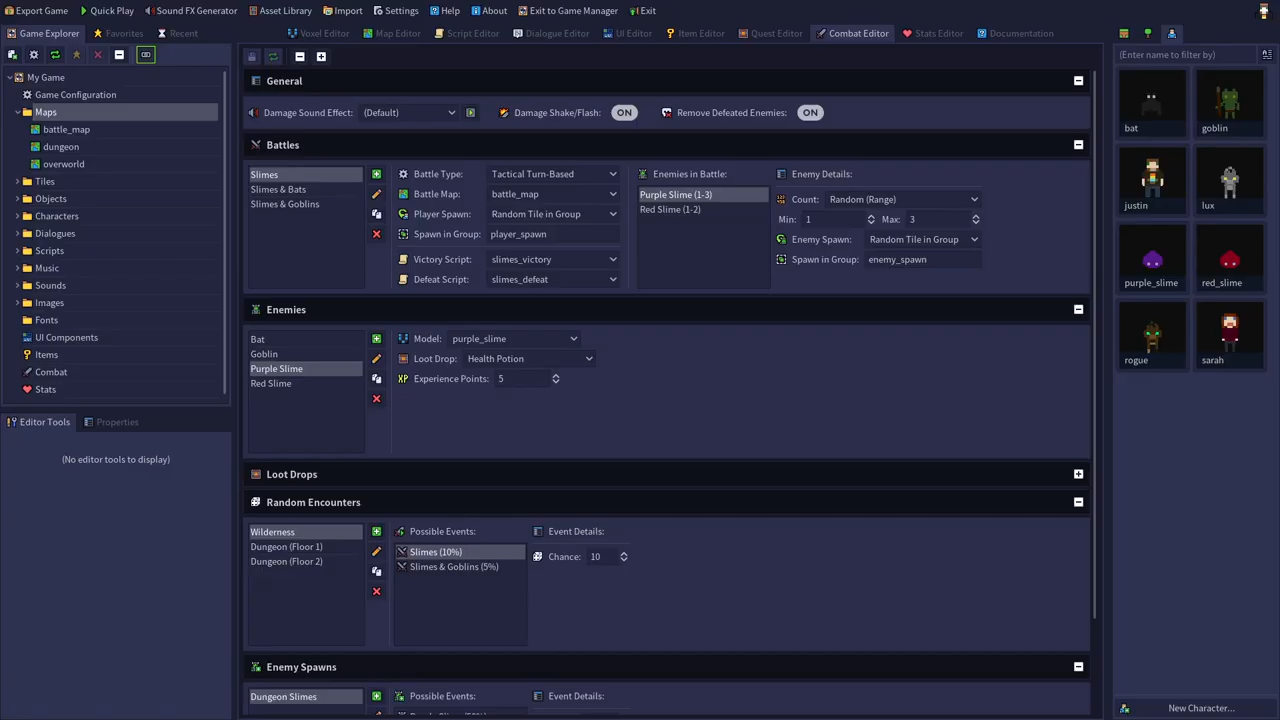 Export Game Quick Play Sound FX Generator Asset Library Import Settings Help About Exit to Game Manager Exit
Game Explorer Favorites Recent
Voxel Editor Map Editor Script Editor Dialogue Editor UI Editor Item Editor Quest Editor Combat Editor Stats Editor Documentation
My Game
Game Configuration
Maps
battle_map
dungeon
overworld
Tiles
Objects
Characters
Dialogues
Scripts
Music
Sounds
Images
Fonts
UI Components
Items
Combat
Stats
Editor Tools Properties
(No editor tools to display)
General
Damage Sound Effect: (Default) Damage Shake/Flash: ON Remove Defeated Enemies: ON
Battles
Slimes
Slimes & Bats
Slimes & Goblins
Battle Type: Tactical Turn-Based
Battle Map: battle_map
Player Spawn: Random Tile in Group
Spawn in Group: player_spawn
Victory Script: slimes_victory
Defeat Script: slimes_defeat
Enemies in Battle:
Purple Slime (1-3)
Red Slime (1-2)
Enemy Details:
Count: Random (Range)
Min: 1 Max: 3
Enemy Spawn: Random Tile in Group
Spawn in Group: enemy_spawn
Enemies
Bat
Goblin
Purple Slime
Red Slime
Model: purple_slime
Loot Drop: Health Potion
XP Experience Points: 5
Loot Drops
Random Encounters
Wilderness
Dungeon (Floor 1)
Dungeon (Floor 2)
Possible Events:
Slimes (10%)
Slimes & Goblins (5%)
Event Details:
Chance: 10
Enemy Spawns
Dungeon Slimes
Possible Events:
Event Details:
(Enter name to filter by)
bat goblin
justin lux
purple_slime red_slime
rogue sarah
New Character...